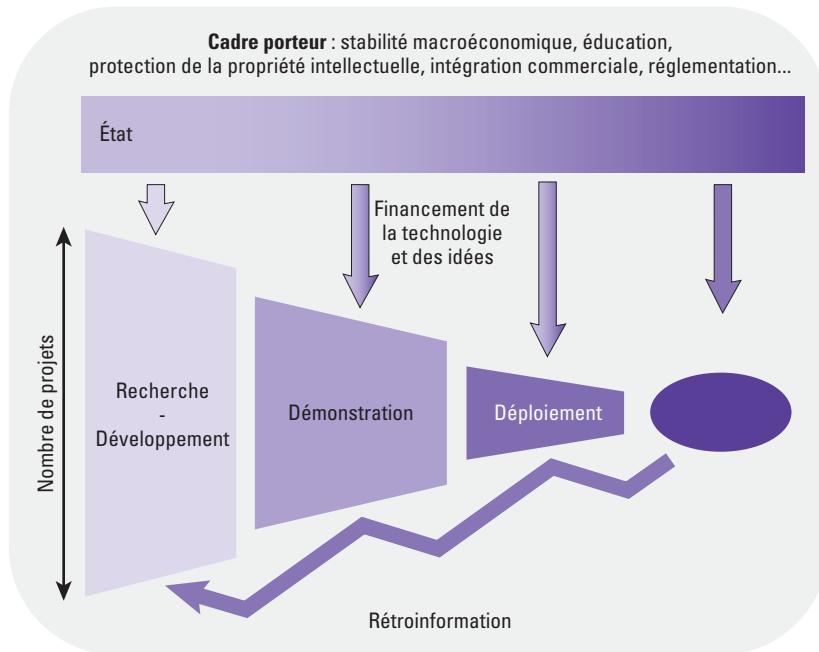 Cadre porteur : stabilité macroéconomique, éducation,
protection de la propriété intellectuelle, intégration commerciale, réglementation...
État
Financement de
la technologie
et des idées
Nombre de projets
Recherche
-
Développement
Démonstration
Déploiement
Rétroinformation